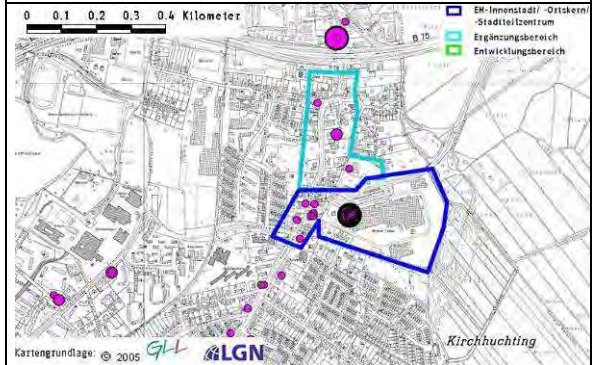 0 0.1 0.2 0.3 0.4 Kilometer
EH-Innenstadt/ -Ortskern/
-Stadtteilzentrum
Ergänzungsbereich
Entwicklungsbereich
B 75
Kirchhuchting
Kartengrundlage: © 2005 GLL LGN